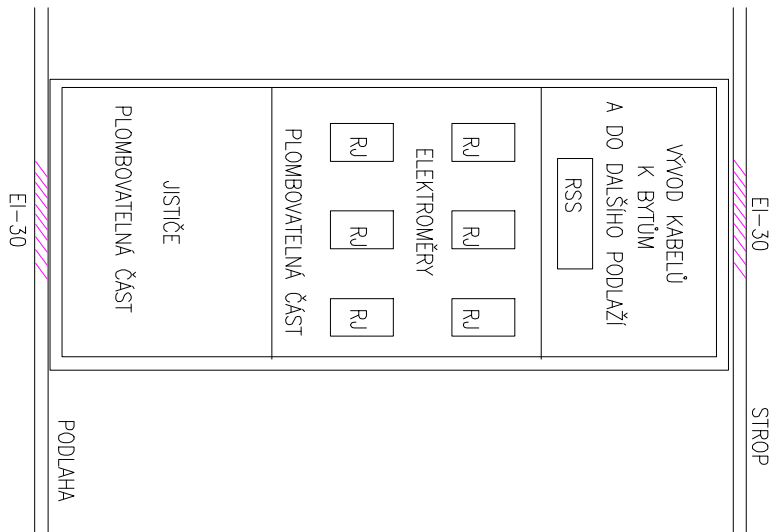 EI-30
STROP
VÝVOD KABELŮ
K BYTŮM
A DO DALŠÍHO PODLAŽÍ
RSS
RJ
RJ
RJ
ELEKTROMĚRY
RJ
RJ
RJ
PLOMBOVATELNÁ ČÁST
JISTIČE
PLOMBOVATELNÁ ČÁST
PODLAHA
EI-30